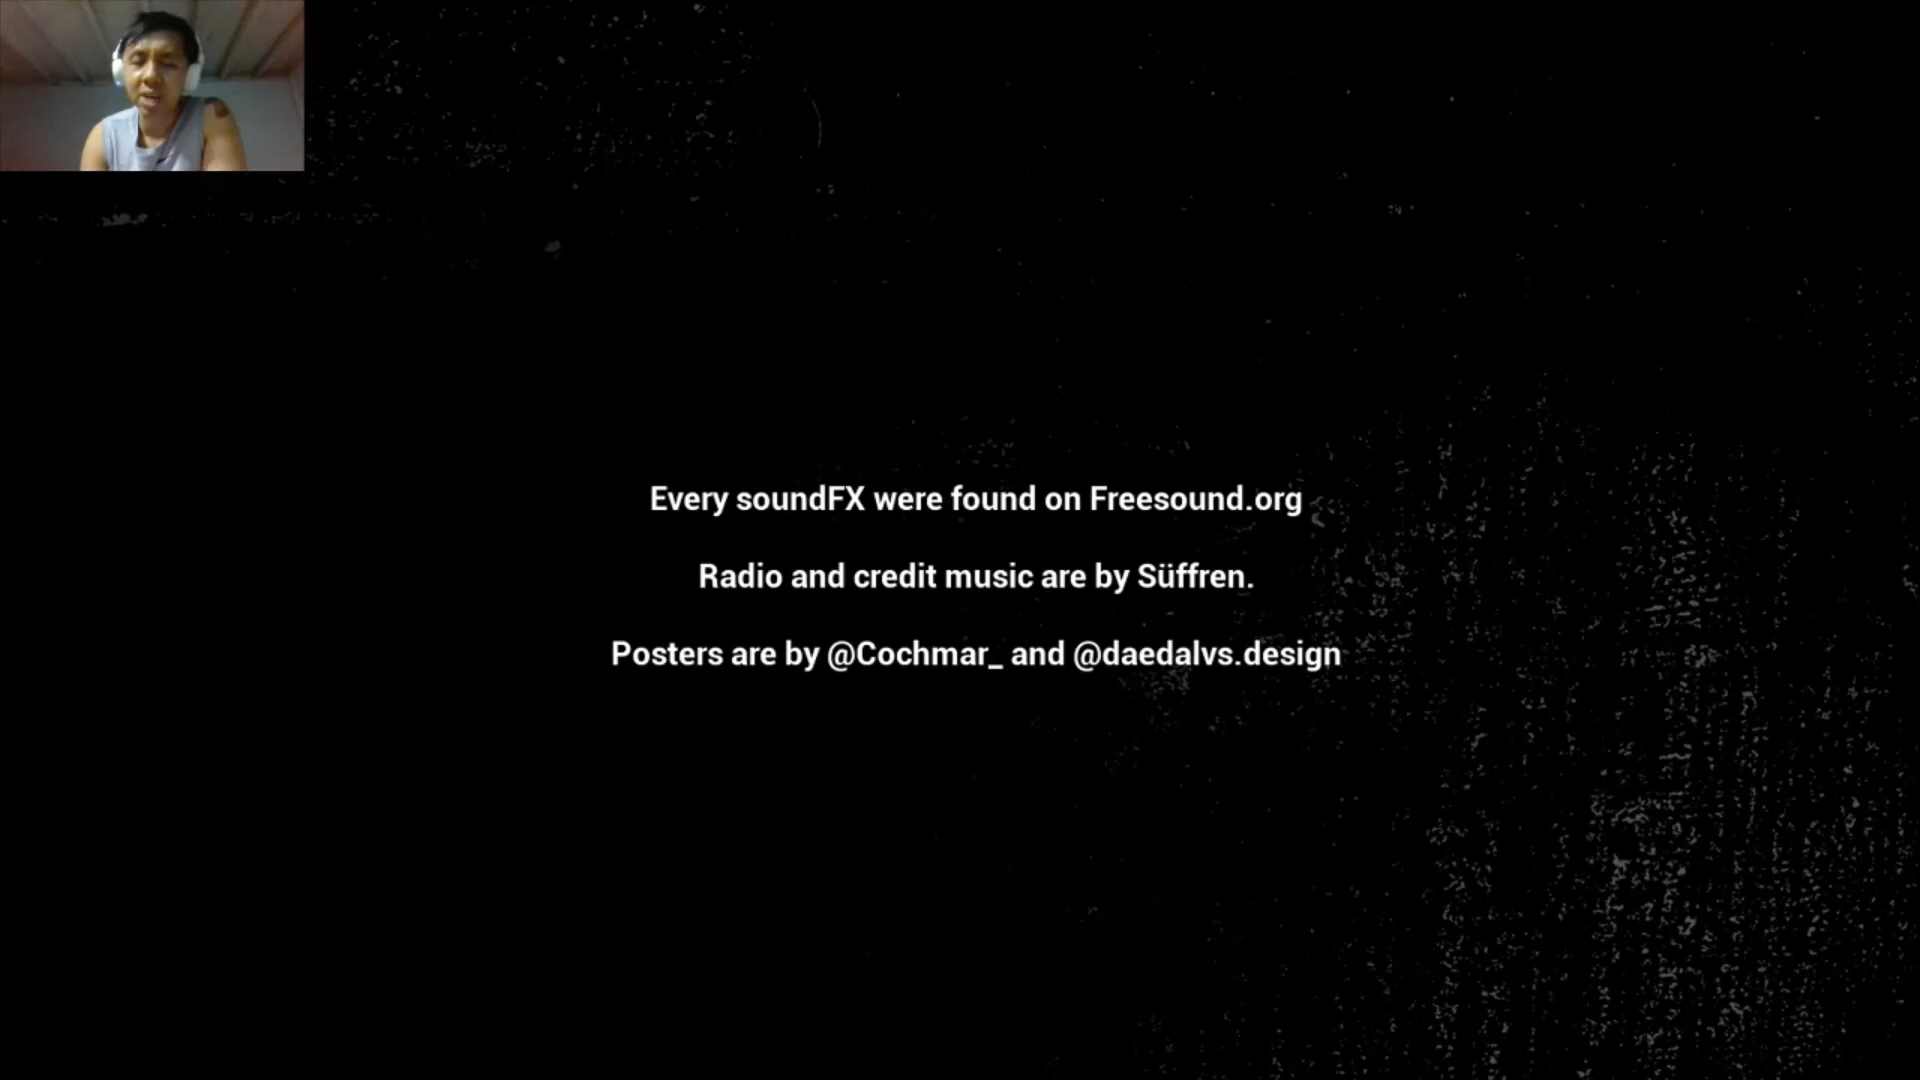 Every soundFX were found on Freesound.org
Radio and credit music are by Süffren.
Posters are by @Cochmar_ and @daedalvs.design